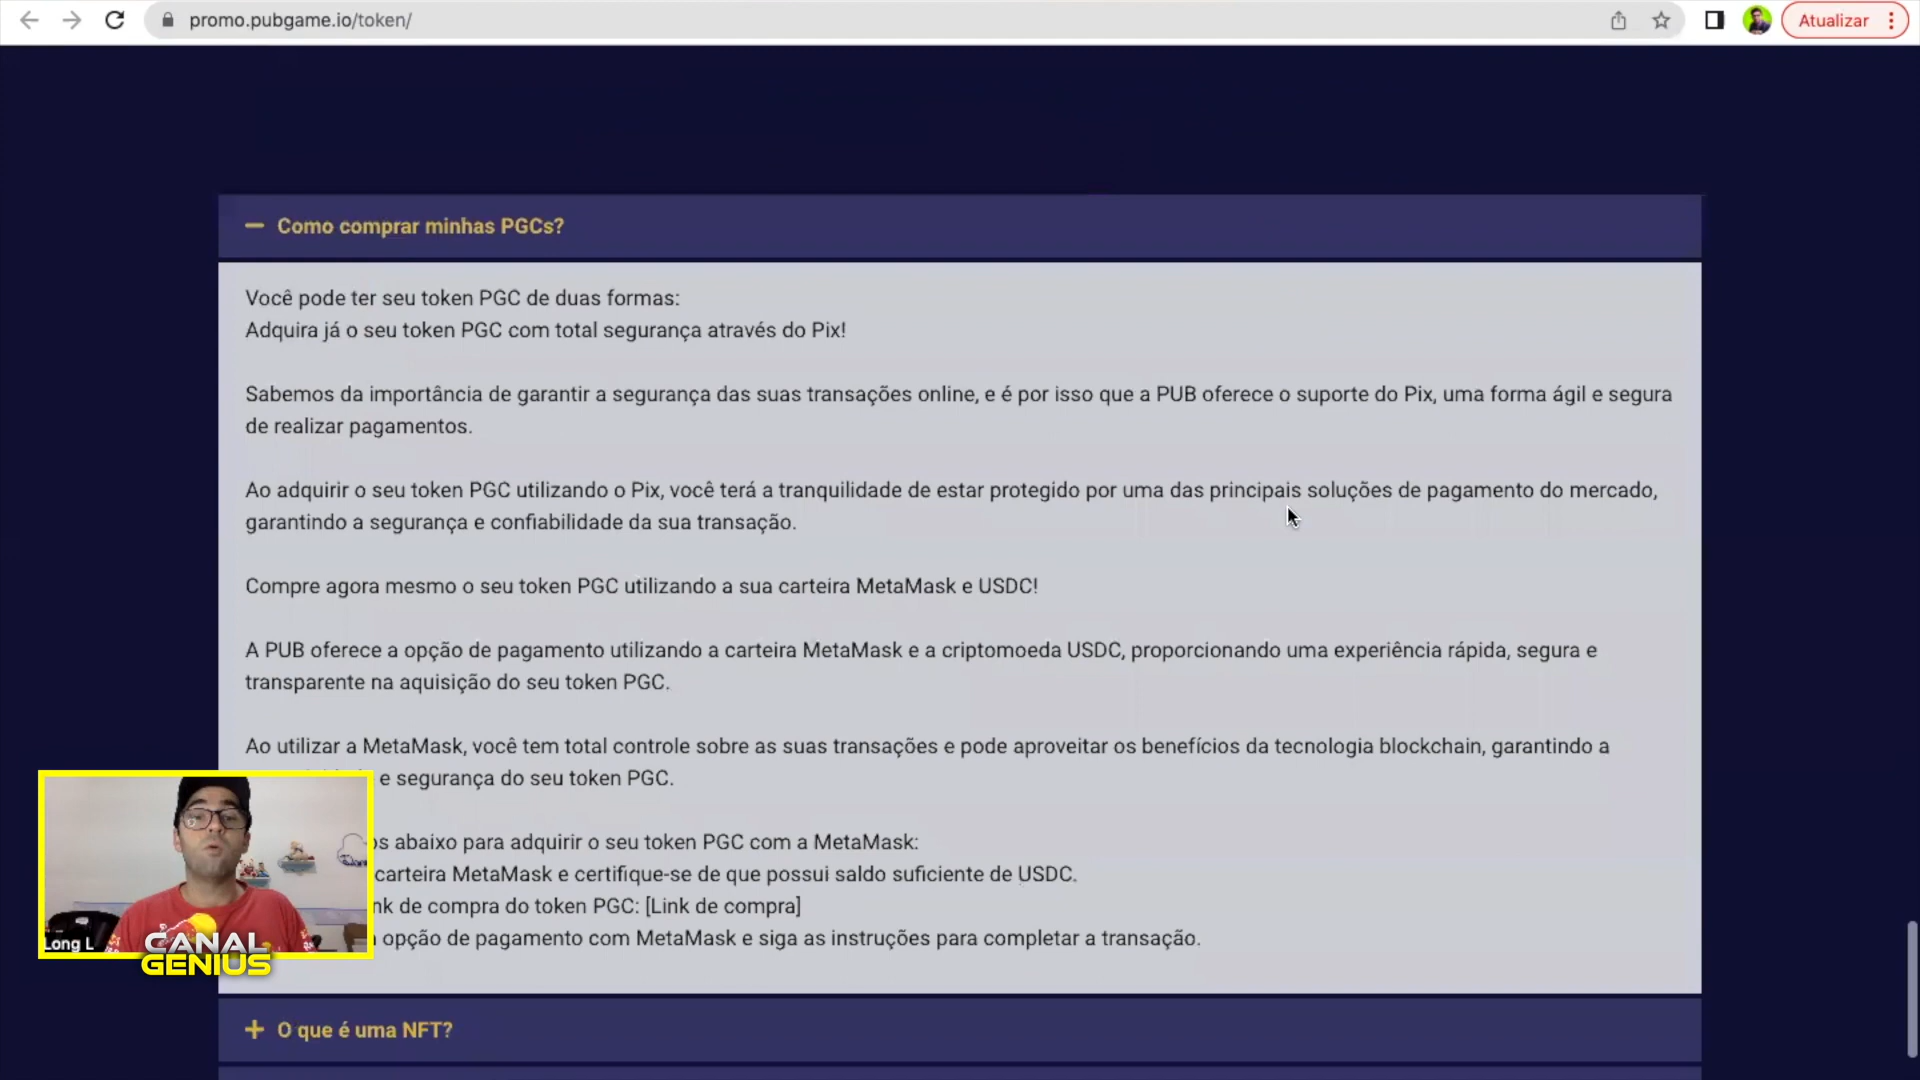 promo.pubgame.io/token/
Atualizar
Como comprar minhas PGCs?
Você pode ter seu token PGC de duas formas:
Adquira já o seu token PGC com total segurança através do Pix!
Sabemos da importância de garantir a segurança das suas transações online, e é por isso que a PUB oferece o suporte do Pix, uma forma ágil e segura
de realizar pagamentos.
Ao adquirir o seu token PGC utilizando o Pix, você terá a tranquilidade de estar protegido por uma das principais soluções de pagamento do mercado,
garantindo a segurança e confiabilidade da sua transação.
Compre agora mesmo o seu token PGC utilizando a sua carteira MetaMask e USDC!
A PUB oferece a opção de pagamento utilizando a carteira MetaMask e a criptomoeda USDC, proporcionando uma experiência rápida, segura e
transparente na aquisição do seu token PGC.
Ao utilizar a MetaMask, você tem total controle sobre as suas transações e pode aproveitar os benefícios da tecnologia blockchain, garantindo a
e segurança do seu token PGC.
abaixo para adquirir o seu token PGC com a MetaMask:
carteira MetaMask e certifique-se de que possui saldo suficiente de USDC.
de compra do token PGC: [Link de compra]
opção de pagamento com MetaMask e siga as instruções para completar a transação.
Long L
CANAL
GENIUS
O que é uma NFT?